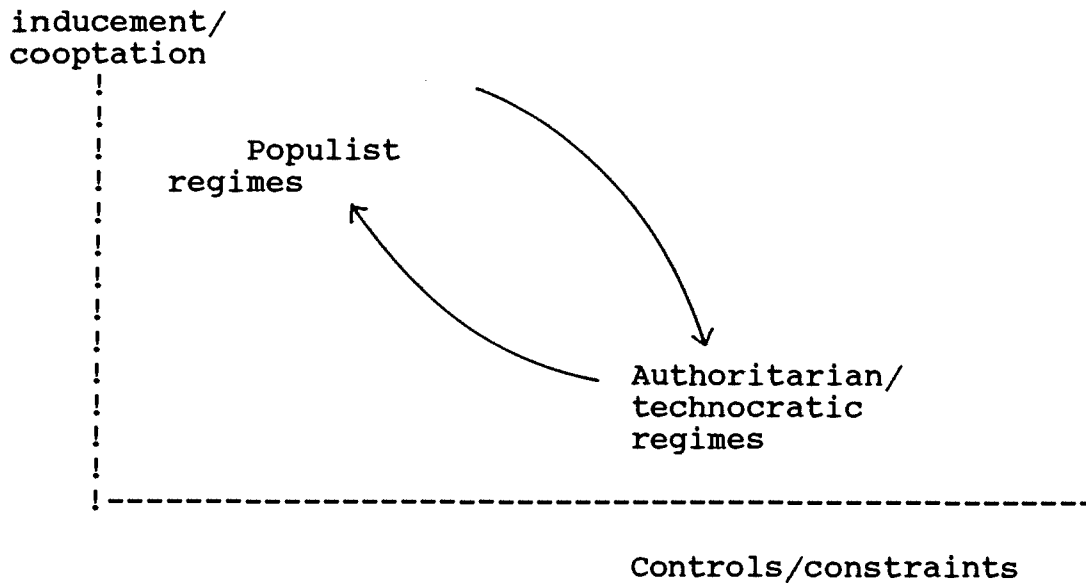 inducement/
cooptation
Populist
regimes
Authoritarian/
technocratic
regimes
Controls/constraints